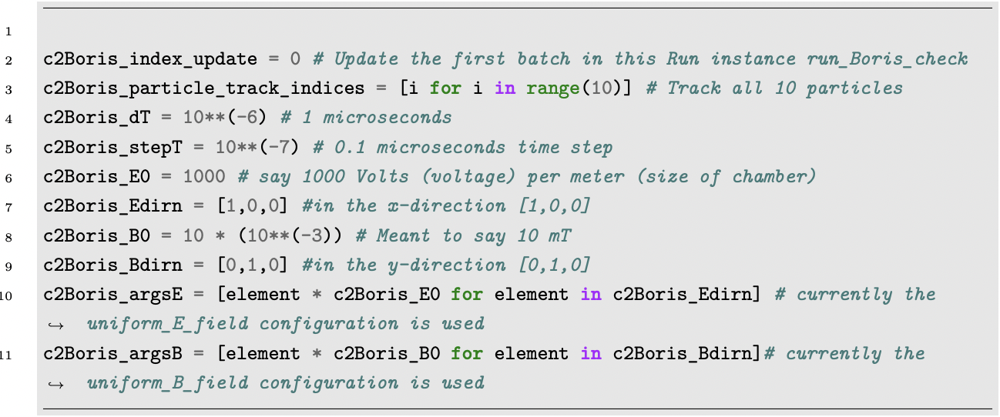 1
2 c2Boris_index_update = 0 # Update the first batch in this Run instance run_Boris_check
3 c2Boris_particle_track_indices = [i for i in range(10)] # Track all 10 particles
4 c2Boris_dT = 10**(-6) # 1 microseconds
5 c2Boris_stepT = 10**(-7) # 0.1 microseconds time step
6 c2Boris_E0 = 1000 # say 1000 Volts (voltage) per meter (size of chamber)
7 c2Boris_Edirn = [1,0,0] #in the x-direction [1,0,0]
8 c2Boris_B0 = 10 * (10**(-3)) # Meant to say 10 mT
9 c2Boris_Bdirn = [0,1,0] #in the y-direction [0,1,0]
10 c2Boris_argsE = [element * c2Boris_E0 for element in c2Boris_Edirn] # currently the
↪ uniform_E_field configuration is used
11 c2Boris_argsB = [element * c2Boris_B0 for element in c2Boris_Bdirn]# currently the
↪ uniform_B_field configuration is used